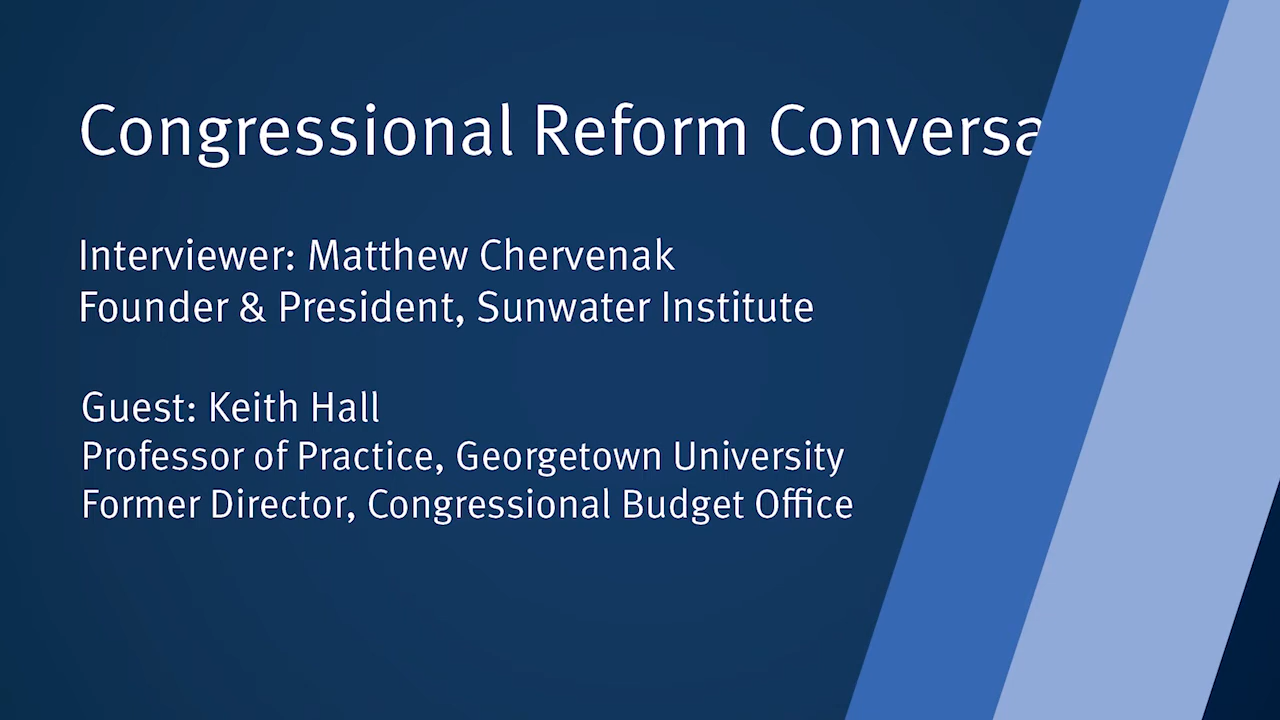 Congressional Reform Conversa
Interviewer: Matthew Chervenak
Founder & President, Sunwater Institute
Guest: Keith Hall
Professor of Practice, Georgetown University
Former Director, Congressional Budget Office